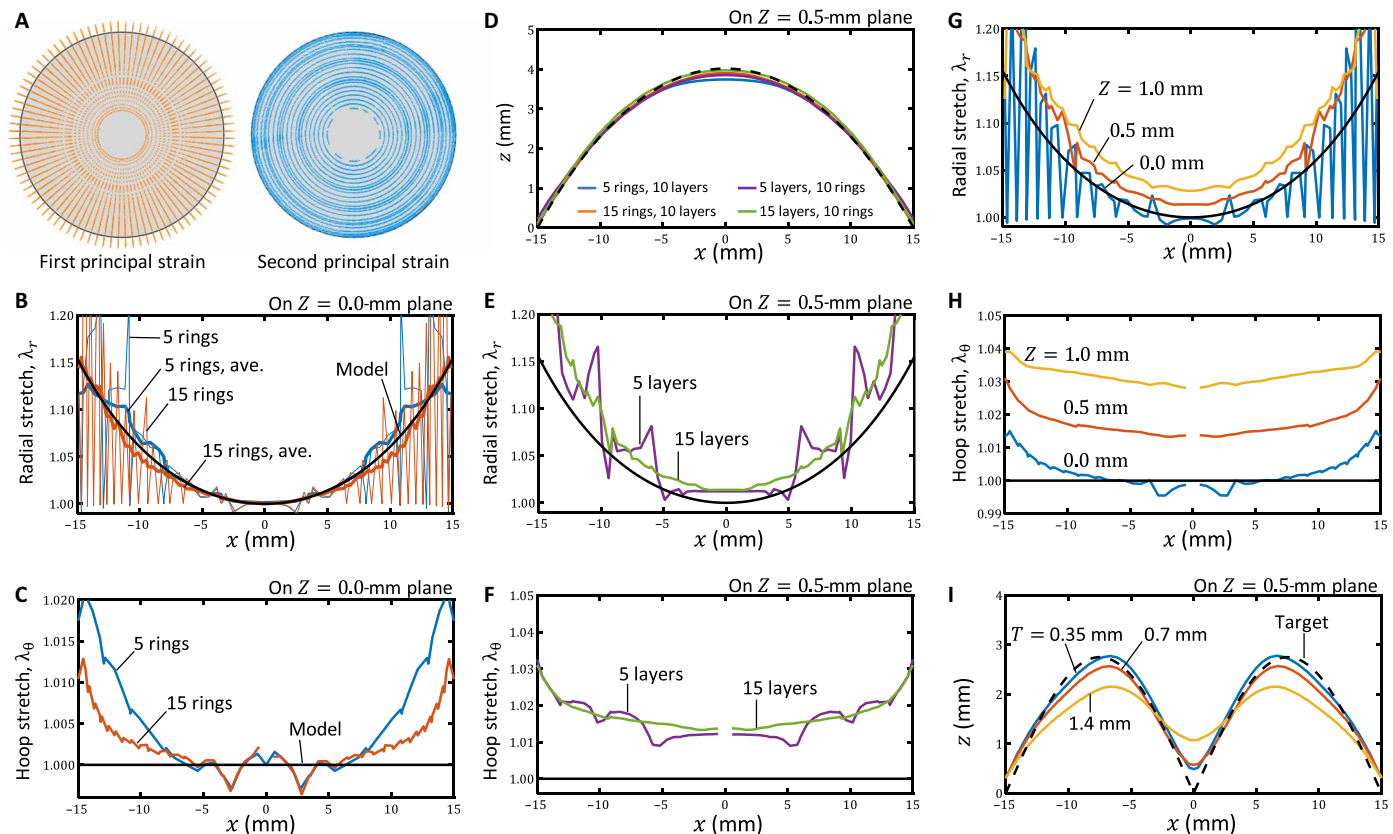 A
First principal strain
Second principal strain
B
On Z = 0.0-mm plane
Radial stretch, λr
1.20
1.15
1.10
1.05
1.00
5 rings
5 rings, ave.
15 rings
Model
15 rings, ave.
−15 −10 −5 0 5 10 15
x (mm)
C
On Z = 0.0-mm plane
Hoop stretch, λθ
1.020
1.015
1.010
1.005
1.000
5 rings
15 rings
Model
−15 −10 −5 0 5 10 15
x (mm)
D
On Z = 0.5-mm plane
z (mm)
5
4
3
2
1
0
5 rings, 10 layers
5 layers, 10 rings
15 rings, 10 layers
15 layers, 10 rings
−15 −10 −5 0 5 10 15
x (mm)
E
On Z = 0.5-mm plane
Radial stretch, λr
1.20
1.15
1.10
1.05
1.00
5 layers
15 layers
−15 −10 −5 0 5 10 15
x (mm)
F
On Z = 0.5-mm plane
Hoop stretch, λθ
1.05
1.04
1.03
1.02
1.01
1.00
5 layers
15 layers
−15 −10 −5 0 5 10 15
x (mm)
G
Radial stretch, λr
1.20
1.15
1.10
1.05
1.00
Z = 1.0 mm
0.5 mm
0.0 mm
−15 −10 −5 0 5 10 15
x (mm)
H
Hoop stretch, λθ
1.05
1.04
1.03
1.02
1.01
1.00
0.99
Z = 1.0 mm
0.5 mm
0.0 mm
−15 −10 −5 0 5 10 15
x (mm)
I
On Z = 0.5-mm plane
z (mm)
4
3
2
1
0
T = 0.35 mm
0.7 mm
Target
1.4 mm
−15 −10 −5 0 5 10 15
x (mm)